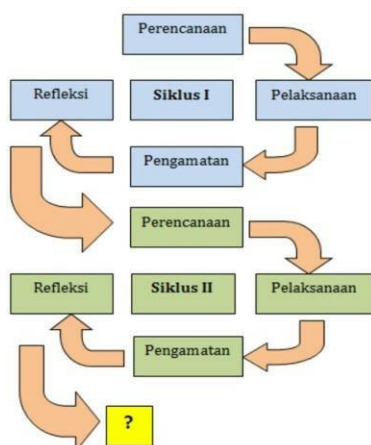 Perencanaan
Refleksi
Siklus I
Pelaksanaan
Pengamatan
Perencanaan
Refleksi
Siklus II
Pelaksanaan
Pengamatan
?